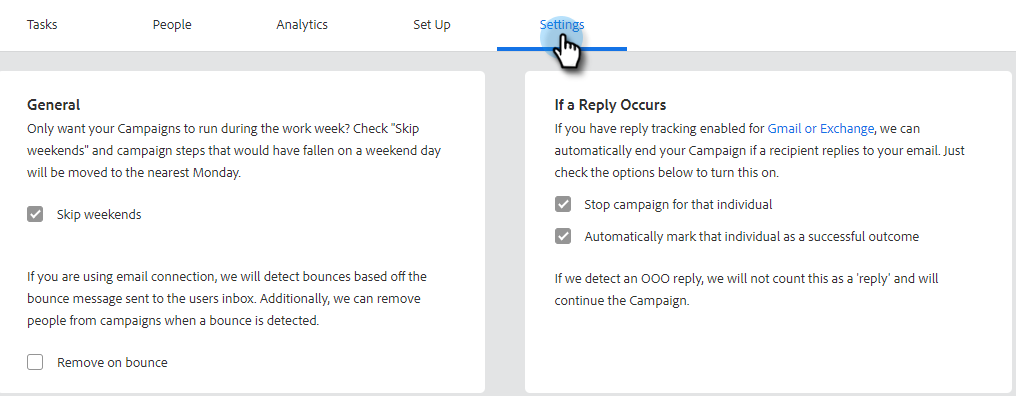 Tasks People Analytics Set Up Settings
General
Only want your Campaigns to run during the work week? Check "Skip
weekends" and campaign steps that would have fallen on a weekend day
will be moved to the nearest Monday.
Skip weekends
If you are using email connection, we will detect bounces based off the
bounce message sent to the users inbox. Additionally, we can remove
people from campaigns when a bounce is detected.
Remove on bounce
If a Reply Occurs
If you have reply tracking enabled for Gmail or Exchange, we can
automatically end your Campaign if a recipient replies to your email. Just
check the options below to turn this on.
Stop campaign for that individual
Automatically mark that individual as a successful outcome
If we detect an OOO reply, we will not count this as a 'reply' and will
continue the Campaign.